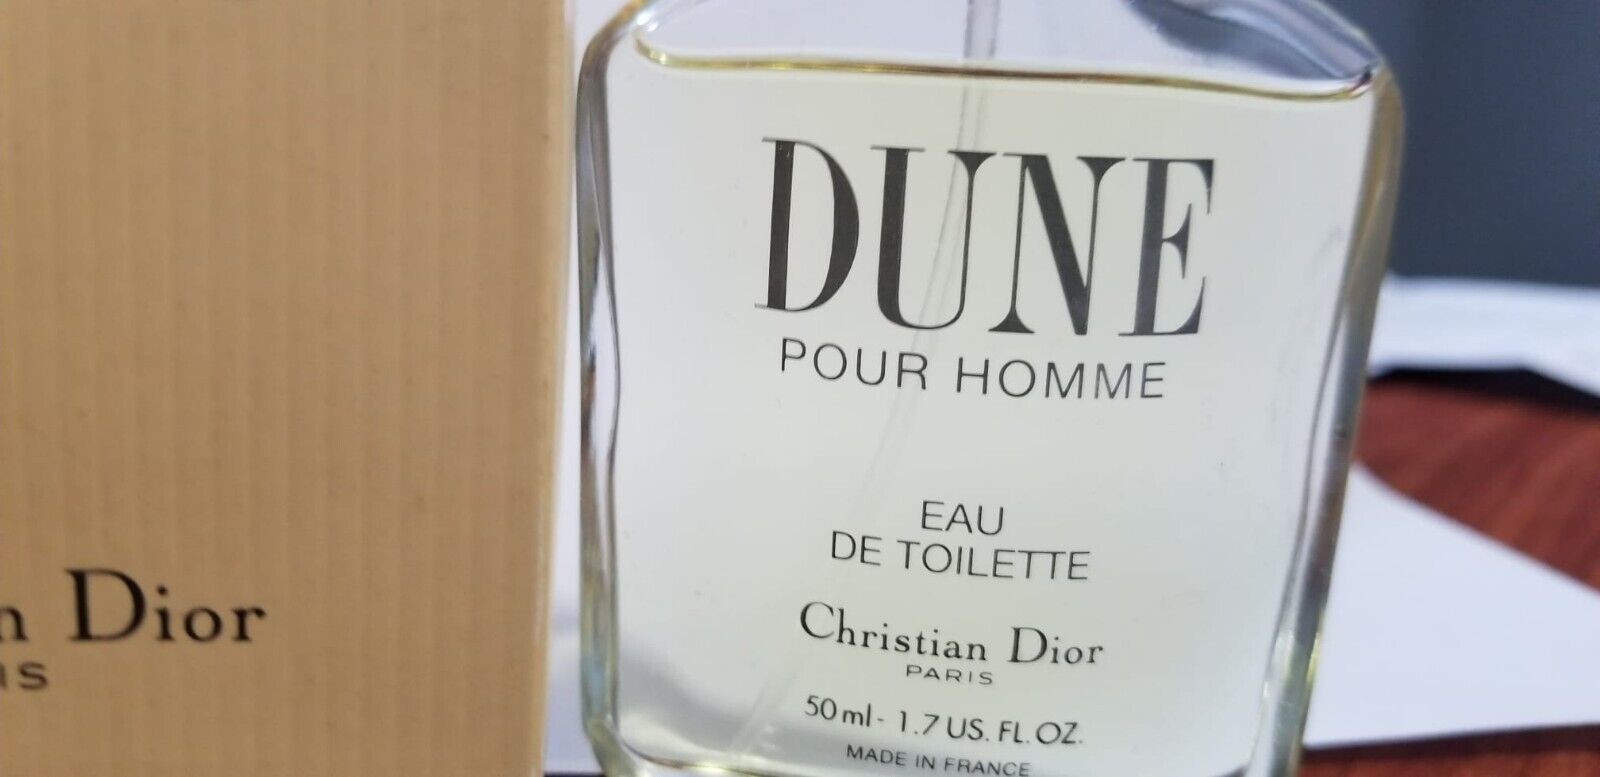 n Dior
is
DUNE
POUR HOMME
EAU
DE TOILETTE
Christian Dior
PARIS
50 ml - 1.7 US. FL. OZ.
MADE IN FRANCE